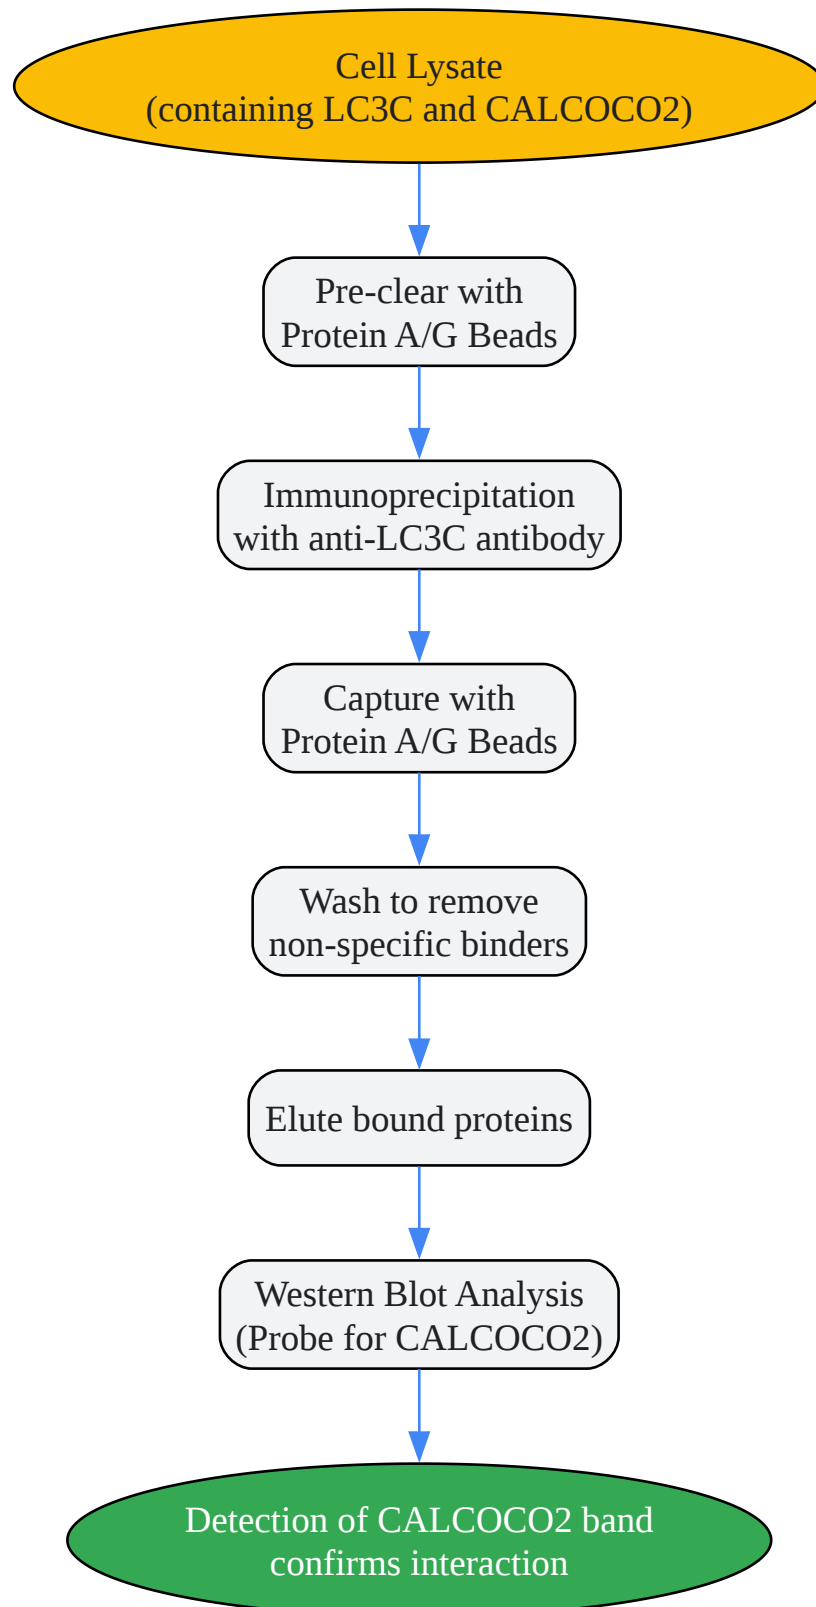 Cell Lysate
(containing LC3C and CALCOCO2)
Pre-clear with
Protein A/G Beads
Immunoprecipitation
with anti-LC3C antibody
Capture with
Protein A/G Beads
Wash to remove
non-specific binders
Elute bound proteins
Western Blot Analysis
(Probe for CALCOCO2)
Detection of CALCOCO2 band
confirms interaction